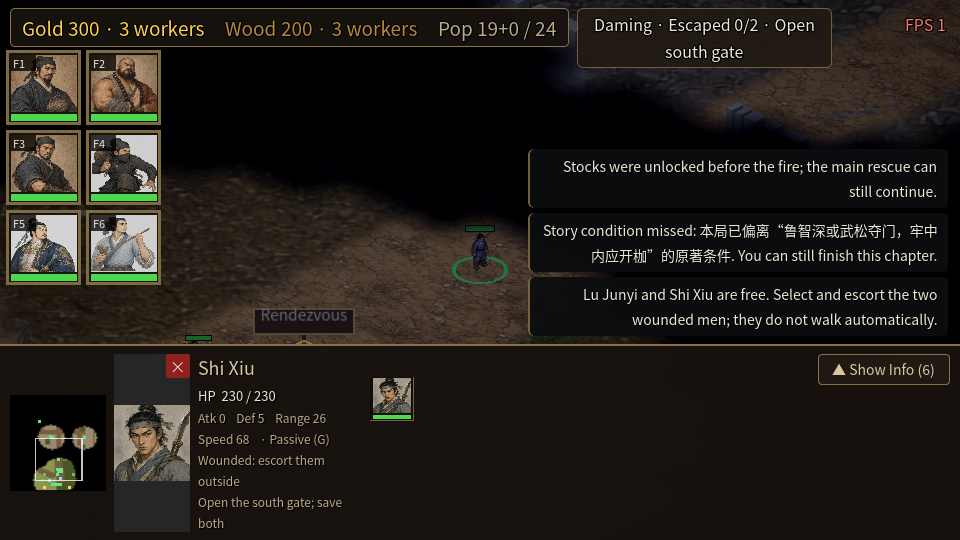 Gold 300 · 3 workers Wood 200 · 3 workers Pop 19+0 / 24
Daming · Escaped 0/2 · Open
south gate
FPS 1
F1
F2
F3
F4
F5
F6
Stocks were unlocked before the fire; the main rescue can
still continue.
Story condition missed: 本局已偏离“鲁智深或武松夺门，牢中
内应开枷”的原著条件. You can still finish this chapter.
Lu Junyi and Shi Xiu are free. Select and escort the two
wounded men; they do not walk automatically.
Rendezvous
Shi Xiu
HP 230 / 230
Atk 0 Def 5 Range 26
Speed 68 · Passive (G)
Wounded: escort them
outside
Open the south gate; save
both
▲ Show Info (6)